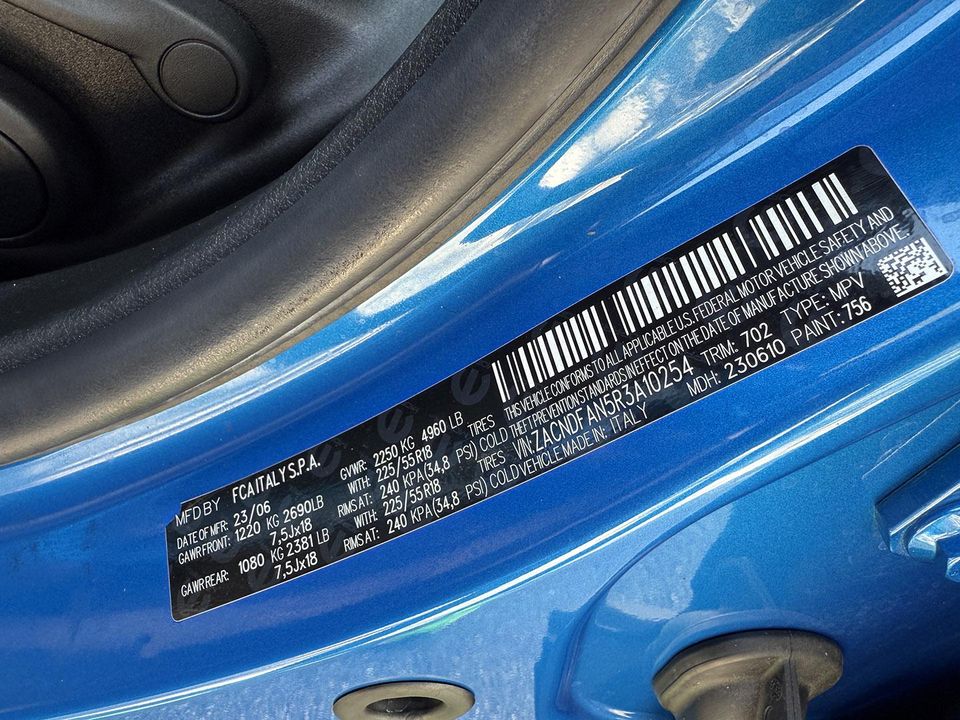 MFD BY FCA ITALY S.P.A.
DATE OF MFR: 23/06 GVWR: 2250 KG 4960 LB
GAWR FRONT: 1220 KG 2690LB WITH: 225/55R18 TIRES
7,5Jx18 RIMS AT: 240 KPA(34,8 PSI) COLD
GAWR REAR: 1080 KG 2381 LB WITH: 225/55R18 TIRES
7,5Jx18 RIMS AT: 240 KPA(34,8 PSI) COLD
THIS VEHICLE CONFORMS TO ALL APPLICABLE U.S. FEDERAL MOTOR VEHICLE SAFETY AND
THEFT PREVENTION STANDARDS IN EFFECT ON THE DATE OF MANUFACTURE SHOWN ABOVE.
VIN: ZACNDFAN5R3A10254 TRIM: 702 TYPE: MPV
VEHICLE MADE IN: ITALY MDH: 230610 PAINT: 756